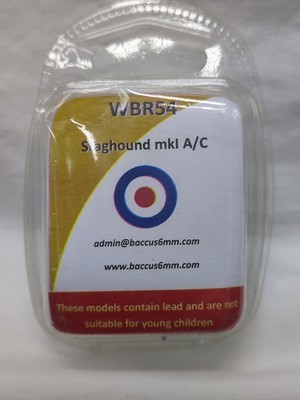 WBR54
Staghound mkI A/C
admin@baccus6mm.com
www.baccus6mm.com
These models contain lead and are not
suitable for young children